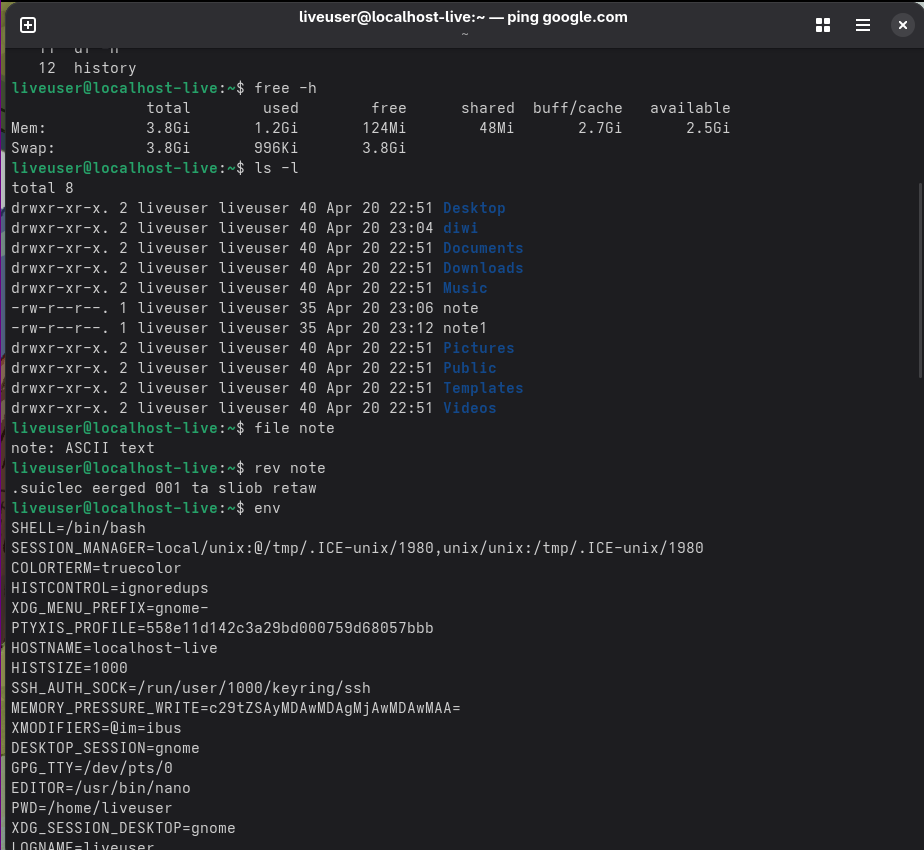 liveuser@localhost-live:~ — ping google.com
~
11  df -h
12  history
liveuser@localhost-live:~$ free -h
               total        used        free      shared  buff/cache   available
Mem:           3.8Gi       1.2Gi       124Mi        48Mi       2.7Gi       2.5Gi
Swap:          3.8Gi       996Ki       3.8Gi
liveuser@localhost-live:~$ ls -l
total 8
drwxr-xr-x. 2 liveuser liveuser 40 Apr 20 22:51 Desktop
drwxr-xr-x. 2 liveuser liveuser 40 Apr 20 23:04 diwi
drwxr-xr-x. 2 liveuser liveuser 40 Apr 20 22:51 Documents
drwxr-xr-x. 2 liveuser liveuser 40 Apr 20 22:51 Downloads
drwxr-xr-x. 2 liveuser liveuser 40 Apr 20 22:51 Music
-rw-r--r--. 1 liveuser liveuser 35 Apr 20 23:06 note
-rw-r--r--. 1 liveuser liveuser 35 Apr 20 23:12 note1
drwxr-xr-x. 2 liveuser liveuser 40 Apr 20 22:51 Pictures
drwxr-xr-x. 2 liveuser liveuser 40 Apr 20 22:51 Public
drwxr-xr-x. 2 liveuser liveuser 40 Apr 20 22:51 Templates
drwxr-xr-x. 2 liveuser liveuser 40 Apr 20 22:51 Videos
liveuser@localhost-live:~$ file note
note: ASCII text
liveuser@localhost-live:~$ rev note
.suiclec eerged 001 ta sliob retaw
liveuser@localhost-live:~$ env
SHELL=/bin/bash
SESSION_MANAGER=local/unix:@/tmp/.ICE-unix/1980,unix/unix:/tmp/.ICE-unix/1980
COLORTERM=truecolor
HISTCONTROL=ignoredups
XDG_MENU_PREFIX=gnome-
PTYXIS_PROFILE=558e11d142c3a29bd000759d68057bbb
HOSTNAME=localhost-live
HISTSIZE=1000
SSH_AUTH_SOCK=/run/user/1000/keyring/ssh
MEMORY_PRESSURE_WRITE=c29tZSAyMDAwMDAgMjAwMDAwMAA=
XMODIFIERS=@im=ibus
DESKTOP_SESSION=gnome
GPG_TTY=/dev/pts/0
EDITOR=/usr/bin/nano
PWD=/home/liveuser
XDG_SESSION_DESKTOP=gnome
LOGNAME=liveuser